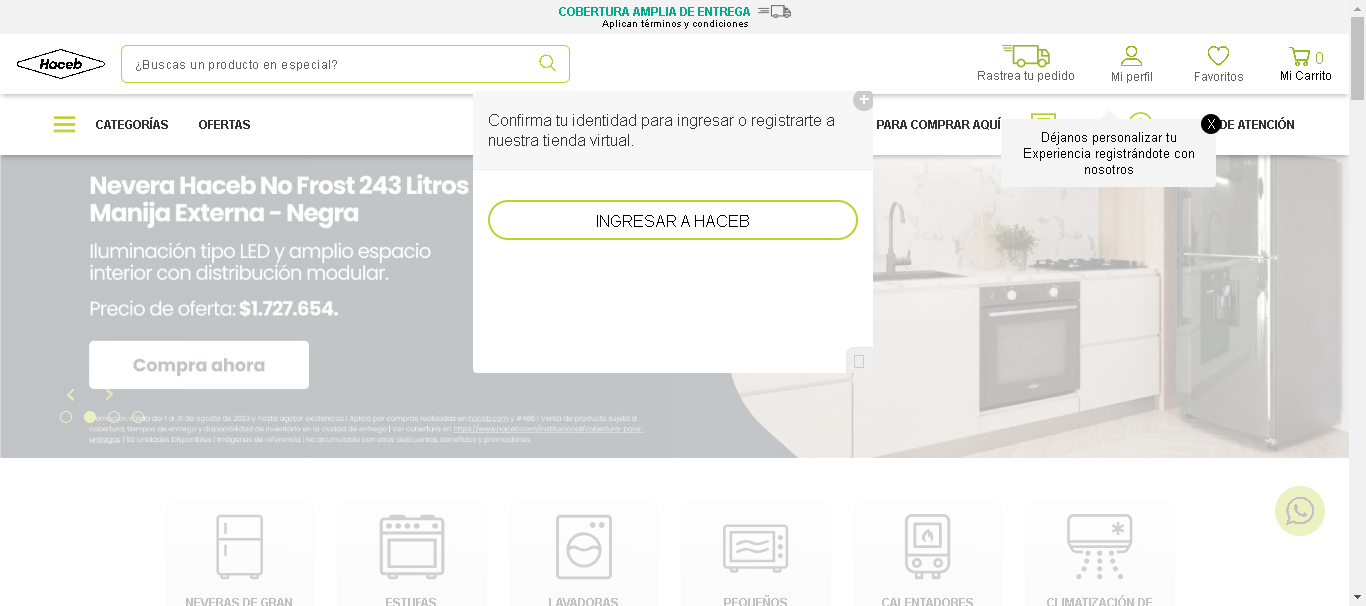 COBERTURA AMPLIA DE ENTREGA
Aplican términos y condiciones
Haceb
¿Buscas un producto en especial?
Rastrea tu pedido
Mi perfil
Favoritos
0
Mi Carrito
CATEGORÍAS
OFERTAS
PARA COMPRAR AQUÍ
DE ATENCIÓN
Confirma tu identidad para ingresar o registrarte a
nuestra tienda virtual.
INGRESAR A HACEB
X
Déjanos personalizar tu
Experiencia registrándote con
nosotros
Nevera Haceb No Frost 243 Litros
Manija Externa - Negra
Iluminación tipo LED y amplio espacio
interior con distribución modular.
Precio de oferta: $1.727.654.
Compra ahora
del 1 al 31 de agosto de 2023 y hasta agotar existencias | Aplica por compras realizadas en haceb.com y #466 | Venta de producto sujeta a
cobertura, tiempos de entrega y disponibilidad de inventario en la ciudad de entrega | Ver cobertura en https://www.haceb.com/institucional/cobertura-para-
entregas | 50 Unidades Disponibles | Imágenes de referencia | No acumulable con otros descuentos, beneficios y promociones
NEVERAS DE GRAN
ESTUFAS
LAVADORAS
PEQUEÑOS
CALENTADORES
CLIMATIZACIÓN DE